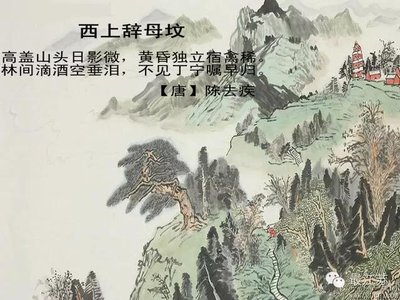 西上辞母坟
高盖山头日影微，黄昏独立宿禽稀。
林间滴酒空垂泪，不见丁宁嘱早归。
【唐】陈去疾